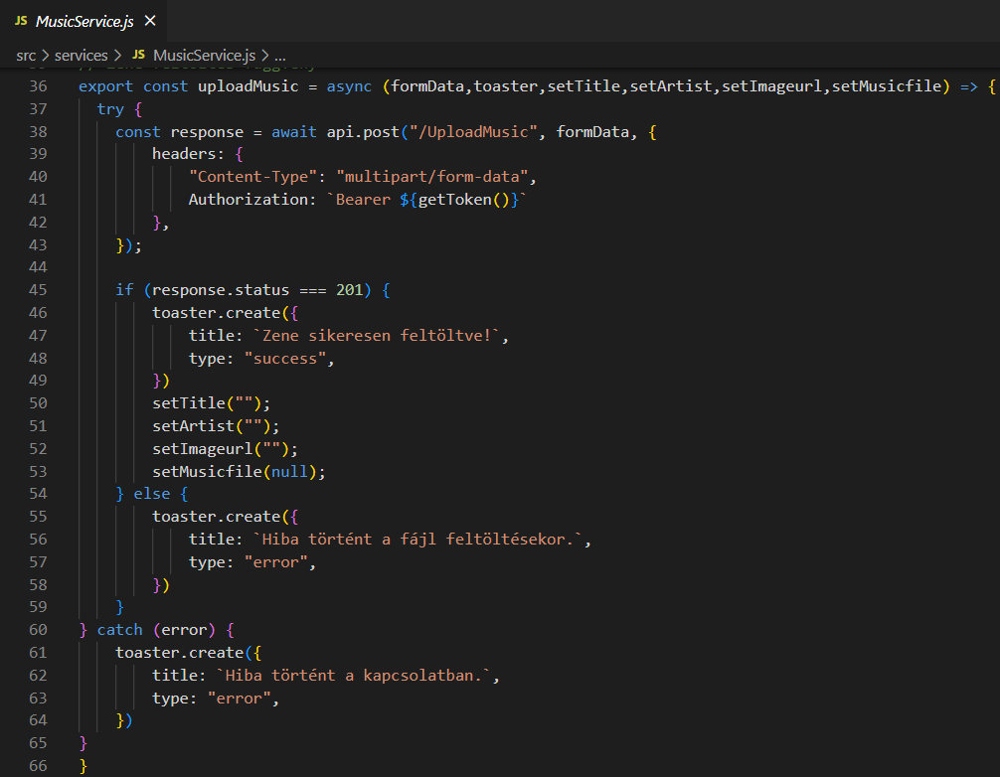 JS MusicService.js ×
src > services > JS MusicService.js > ...
36 export const uploadMusic = async (formData,toaster,setTitle,setArtist,setImageurl,setMusicfile) => {
37 try {
38 const response = await api.post("/UploadMusic", formData, {
39 headers: {
40 "Content-Type": "multipart/form-data",
41 Authorization: `Bearer ${getToken()}`
42 },
43 });
44
45 if (response.status === 201) {
46 toaster.create({
47 title: `Zene sikeresen feltöltve!`,
48 type: "success",
49 })
50 setTitle("");
51 setArtist("");
52 setImageurl("");
53 setMusicfile(null);
54 } else {
55 toaster.create({
56 title: `Hiba történt a fájl feltöltésekor.`,
57 type: "error",
58 })
59 }
60 } catch (error) {
61 toaster.create({
62 title: `Hiba történt a kapcsolatban.`,
63 type: "error",
64 })
65 }
66 }